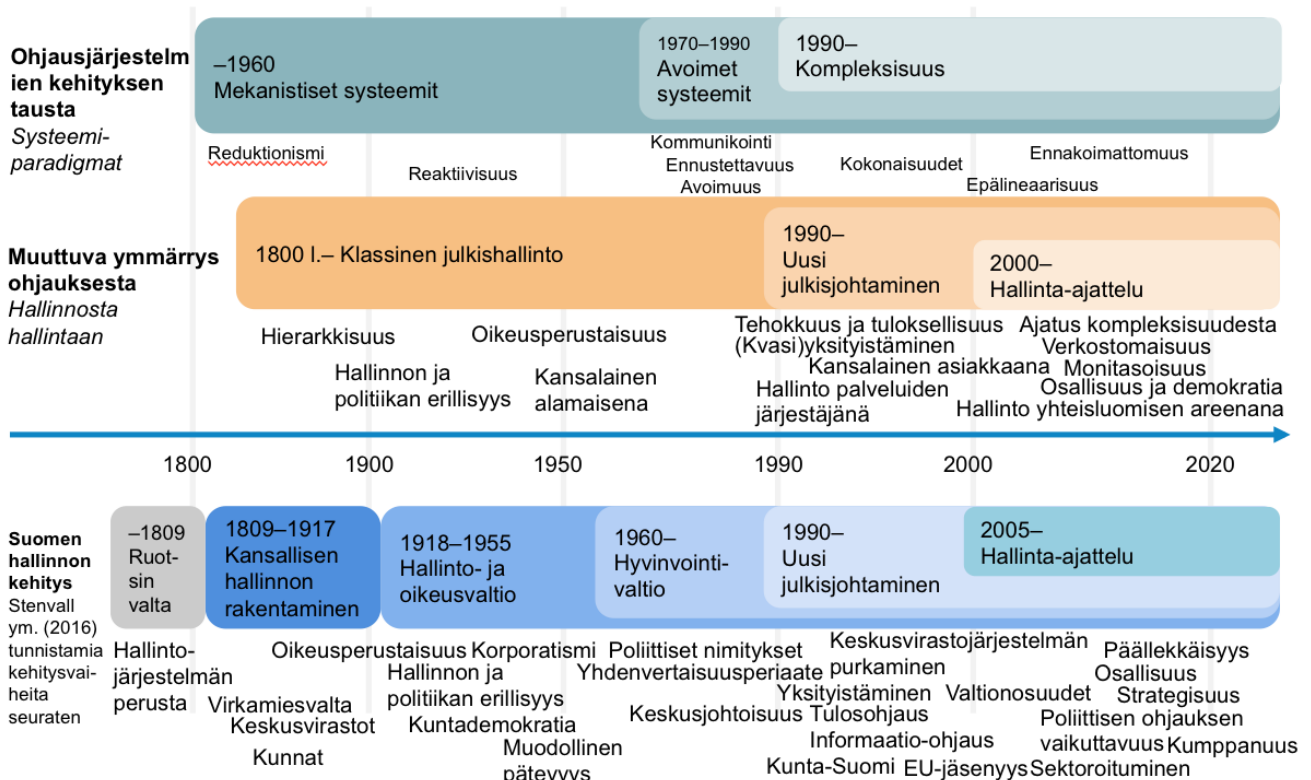 Ohjausjärjestelm
ien kehityksen
tausta
Systeemi-
paradigmat
–1960
Mekanistiset systeemit
1970–1990
Avoimet
systeemit
1990–
Kompleksisuus
Reduktionismi
Reaktiivisuus
Kommunikointi
Ennustettavuus
Avoimuus
Kokonaisuudet
Ennakoimattomuus
Epälineaarisuus
Muuttuva ymmärrys
ohjauksesta
Hallinnosta
hallintaan
1800 l.– Klassinen julkishallinto
1990–
Uusi
julkisjohtaminen
2000–
Hallinta-ajattelu
Hierarkkisuus
Hallinnon ja
politiikan erillisyys
Oikeusperustaisuus
Kansalainen
alamaisena
Tehokkuus ja tuloksellisuus
(Kvasi)yksityistäminen
Kansalainen asiakkaana
Hallinto palveluiden
järjestäjänä
Ajatus kompleksisuudesta
Verkostomaisuus
Monitasoisuus
Osallisuus ja demokratia
Hallinto yhteisluomisen areenana
1800 1900 1950 1990 2000 2020
Suomen
hallinnon
kehitys
Stenvall
ym. (2016)
tunnistamia
kehitysvai-
heita
seuraten
–1809
Ruot-
sin
valta
1809–1917
Kansallisen
hallinnon
rakentaminen
1918–1955
Hallinto- ja
oikeusvaltio
1960–
Hyvinvointi-
valtio
1990–
Uusi
julkisjohtaminen
2005–
Hallinta-ajattelu
Hallinto-
järjestelmän
perusta
Oikeusperustaisuus
Virkamiesvalta
Keskusvirastot
Kunnat
Korporatismi
Hallinnon ja
politiikan erillisyys
Kuntademokratia
Muodollinen
pätevyys
Poliittiset nimitykset
Yhdenvertaisuusperiaate
Keskusjohtoisuus
Keskusvirastojärjestelmän
purkaminen
Yksityistäminen
Valtionosuudet
Tulosohjaus
Informaatio-ohjaus
Kunta-Suomi
EU-jäsenyys
Päällekkäisyys
Osallisuus
Strategisuus
Poliittisen ohjauksen
vaikuttavuus
Kumppanuus
Sektoroituminen